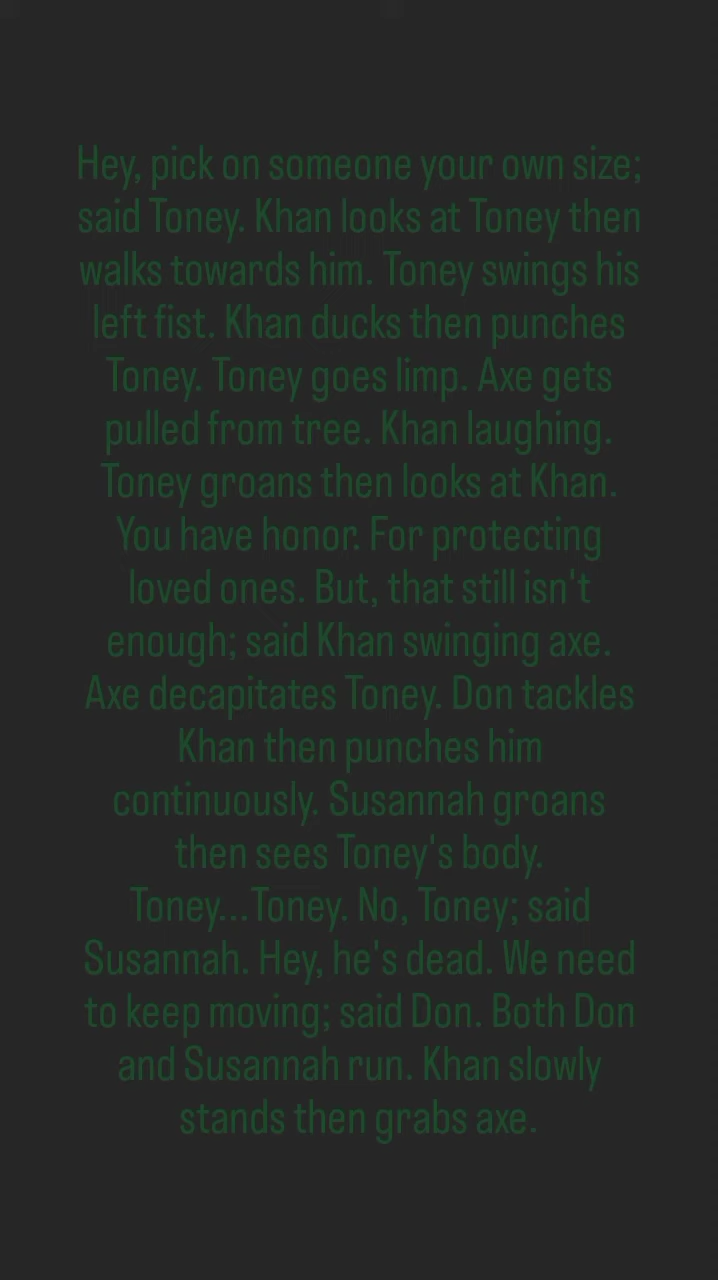 Hey, pick on someone your own size;
said Toney. Khan looks at Toney then
walks towards him. Toney swings his
left fist. Khan ducks then punches
Toney. Toney goes limp. Axe gets
pulled from tree. Khan laughing.
Toney groans then looks at Khan.
You have honor. For protecting
loved ones. But, that still isn't
enough; said Khan swinging axe.
Axe decapitates Toney. Don tackles
Khan then punches him
continuously. Susannah groans
then sees Toney's body.
Toney...Toney. No, Toney; said
Susannah. Hey, he's dead. We need
to keep moving; said Don. Both Don
and Susannah run. Khan slowly
stands then grabs axe.